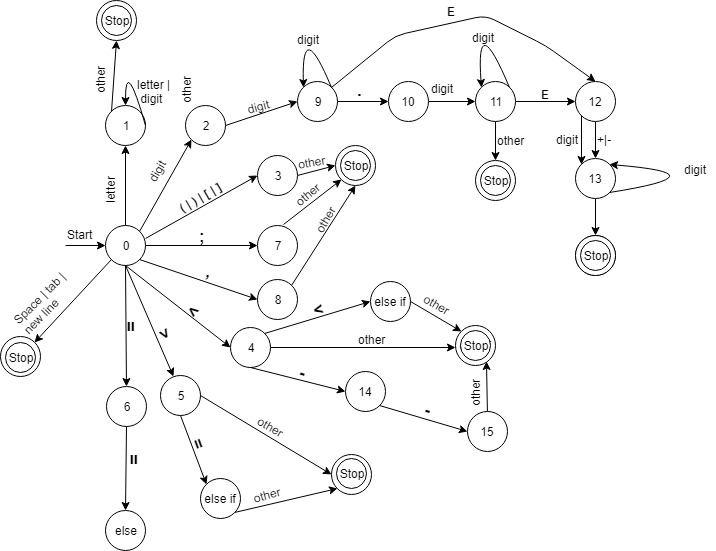 Stop
E
other
letter |
digit
1
other
digit
9
.
10
digit
digit
11
E
12
2
digit
other
digit
+|-
letter
digit
( | ) | [ | ]
3
other
Stop
Stop
13
digit
Start
0
;
7
other
Stop
,
8
other
Space | tab |
new line
Stop
=
>
<
4
<
else if
other
other
Stop
-
14
-
other
15
6
5
=
other
=
else if
other
Stop
else